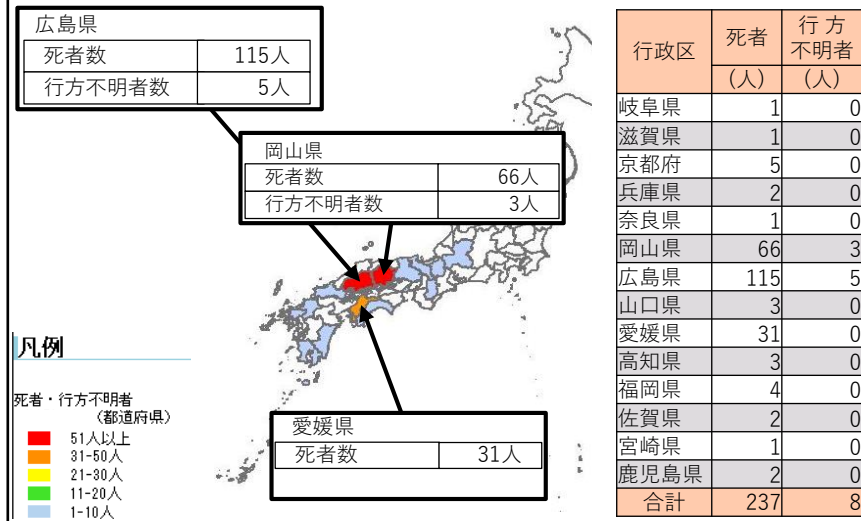 広島県
死者数 115人
行方不明者数 5人
岡山県
死者数 66人
行方不明者数 3人
愛媛県
死者数 31人
凡例
死者・行方不明者
(都道府県)
51人以上
31-50人
21-30人
11-20人
1-10人
行政区 死者 行方不明者
(人) (人)
岐阜県 1 0
滋賀県 1 0
京都府 5 0
兵庫県 2 0
奈良県 1 0
岡山県 66 3
広島県 115 5
山口県 3 0
愛媛県 31 0
高知県 3 0
福岡県 4 0
佐賀県 2 0
宮崎県 1 0
鹿児島県 2 0
合計 237 8